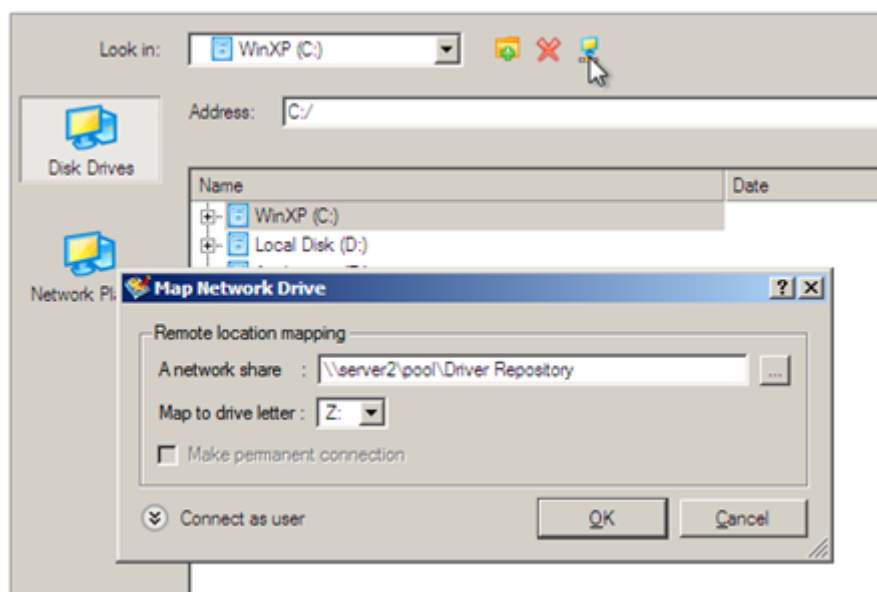 Look in: WinXP (C:)
Address: C:/
Disk Drives
Name Date
WinXP (C:)
Local Disk (D:)
Network
Map Network Drive
Remote location mapping
A network share : \\server2\pool\Driver Repository ...
Map to drive letter : Z:
Make permanent connection
Connect as user OK Cancel